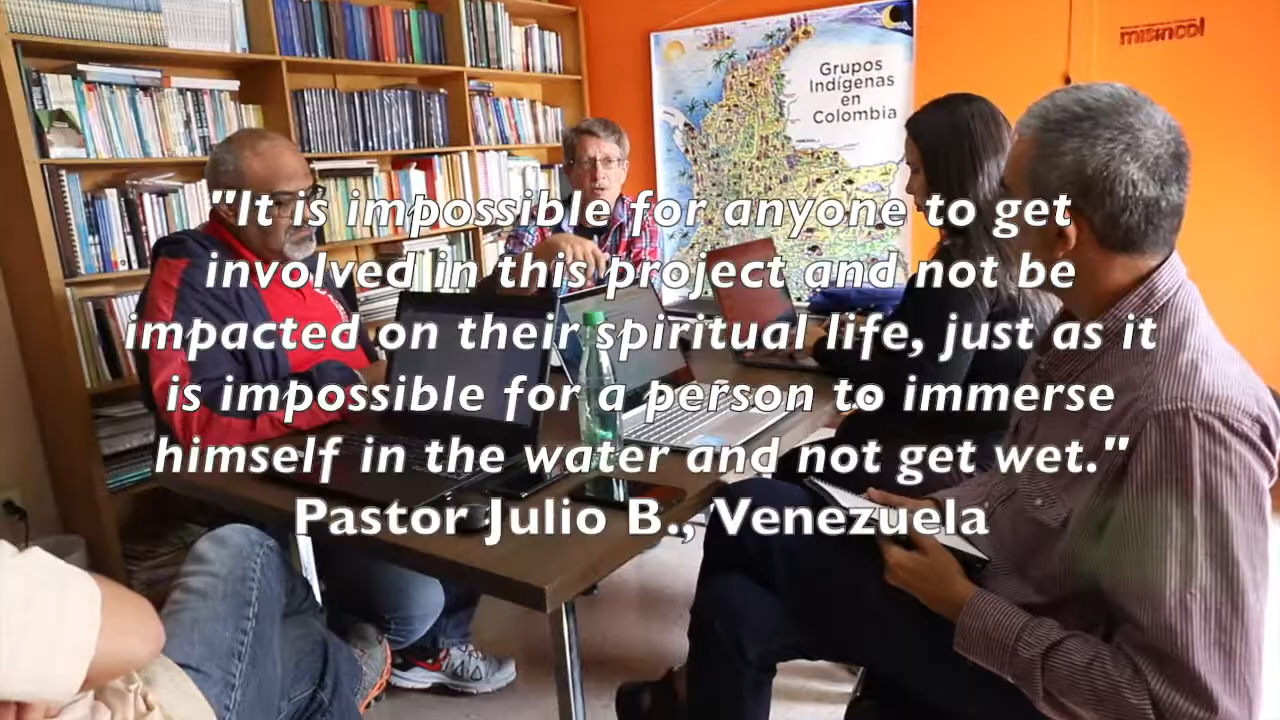 misincol
Grupos
Indígenas
en
Colombia
"It is impossible for anyone to get
involved in this project and not be
impacted on their spiritual life, just as it
is impossible for a person to immerse
himself in the water and not get wet."
Pastor Julio B., Venezuela